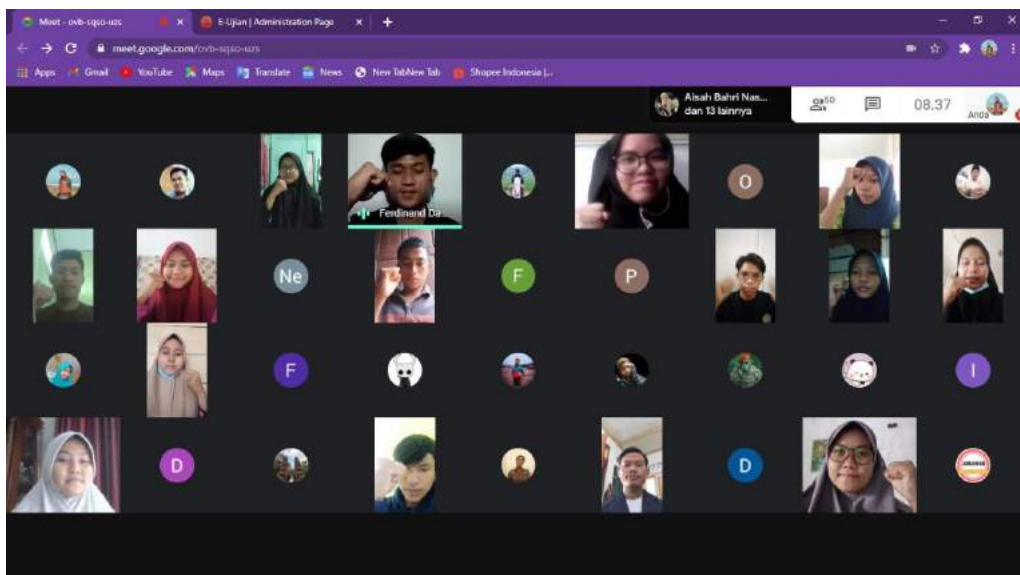 Meet - ovb-sqso-uzs
E-Ujian | Administration Page
meet.google.com/ovb-sqso-uzs
Apps Gmail YouTube Maps Translate News New TabNew Tab Shopee Indonesia |...
Aisah Bahri Nas...
dan 13 lainnya
50
08.37
Anda
O
Ferdinand Da...
Ne
F
P
F
I
D
D